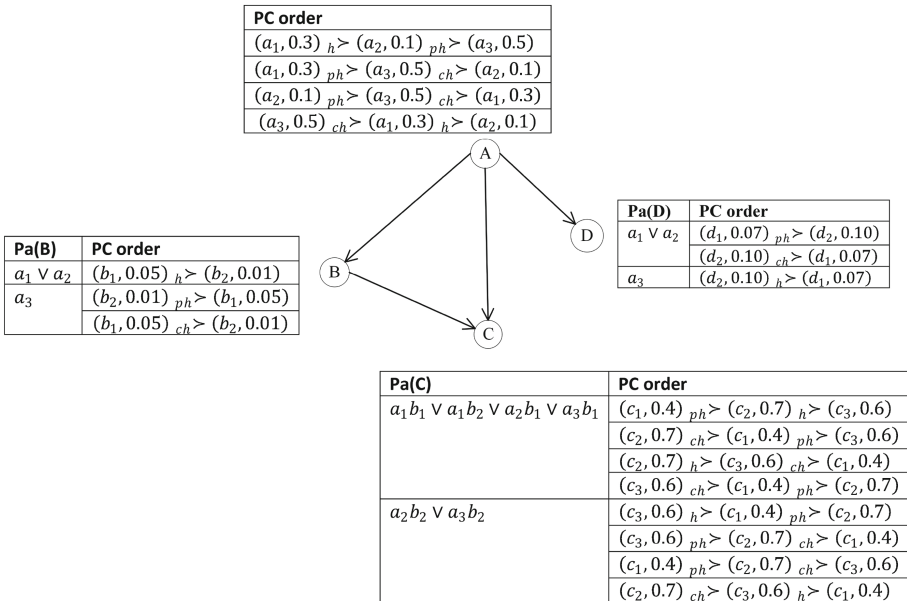 PC order
(a₁, 0.3) ₕ≻ (a₂, 0.1) ₚₕ≻ (a₃, 0.5)
(a₁, 0.3) ₚₕ≻ (a₃, 0.5) 𝑐ₕ≻ (a₂, 0.1)
(a₂, 0.1) ₚₕ≻ (a₃, 0.5) 𝑐ₕ≻ (a₁, 0.3)
(a₃, 0.5) 𝑐ₕ≻ (a₁, 0.3) ₕ≻ (a₂, 0.1)
A
Pa(D) PC order
a₁ ∨ a₂ (d₁, 0.07) ₚₕ≻ (d₂, 0.10)
(d₂, 0.10) 𝑐ₕ≻ (d₁, 0.07)
a₃ (d₂, 0.10) ₕ≻ (d₁, 0.07)
D
Pa(B) PC order
a₁ ∨ a₂ (b₁, 0.05) ₕ≻ (b₂, 0.01)
a₃ (b₂, 0.01) ₚₕ≻ (b₁, 0.05)
(b₁, 0.05) 𝑐ₕ≻ (b₂, 0.01)
B
C
Pa(C) PC order
a₁b₁ ∨ a₁b₂ ∨ a₂b₁ ∨ a₃b₁ (c₁, 0.4) ₚₕ≻ (c₂, 0.7) ₕ≻ (c₃, 0.6)
(c₂, 0.7) 𝑐ₕ≻ (c₁, 0.4) ₚₕ≻ (c₃, 0.6)
(c₂, 0.7) ₕ≻ (c₃, 0.6) 𝑐ₕ≻ (c₁, 0.4)
(c₃, 0.6) 𝑐ₕ≻ (c₁, 0.4) ₚₕ≻ (c₂, 0.7)
a₂b₂ ∨ a₃b₂ (c₃, 0.6) ₕ≻ (c₁, 0.4) ₚₕ≻ (c₂, 0.7)
(c₃, 0.6) ₚₕ≻ (c₂, 0.7) 𝑐ₕ≻ (c₁, 0.4)
(c₁, 0.4) ₚₕ≻ (c₂, 0.7) 𝑐ₕ≻ (c₃, 0.6)
(c₂, 0.7) 𝑐ₕ≻ (c₃, 0.6) ₕ≻ (c₁, 0.4)